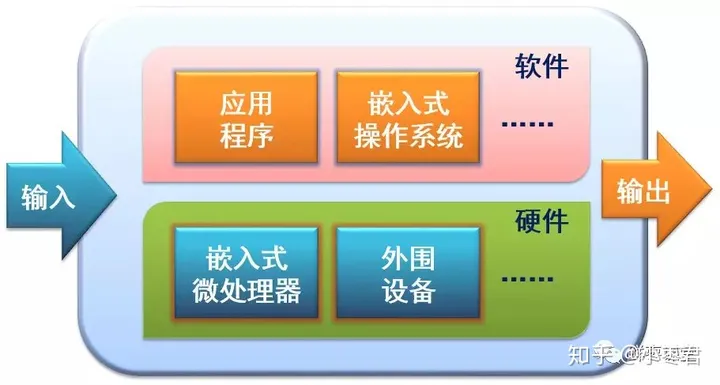 软件
应用
程序
嵌入式
操作系统
……
输入
输出
硬件
嵌入式
微处理器
外围
设备
……
知乎